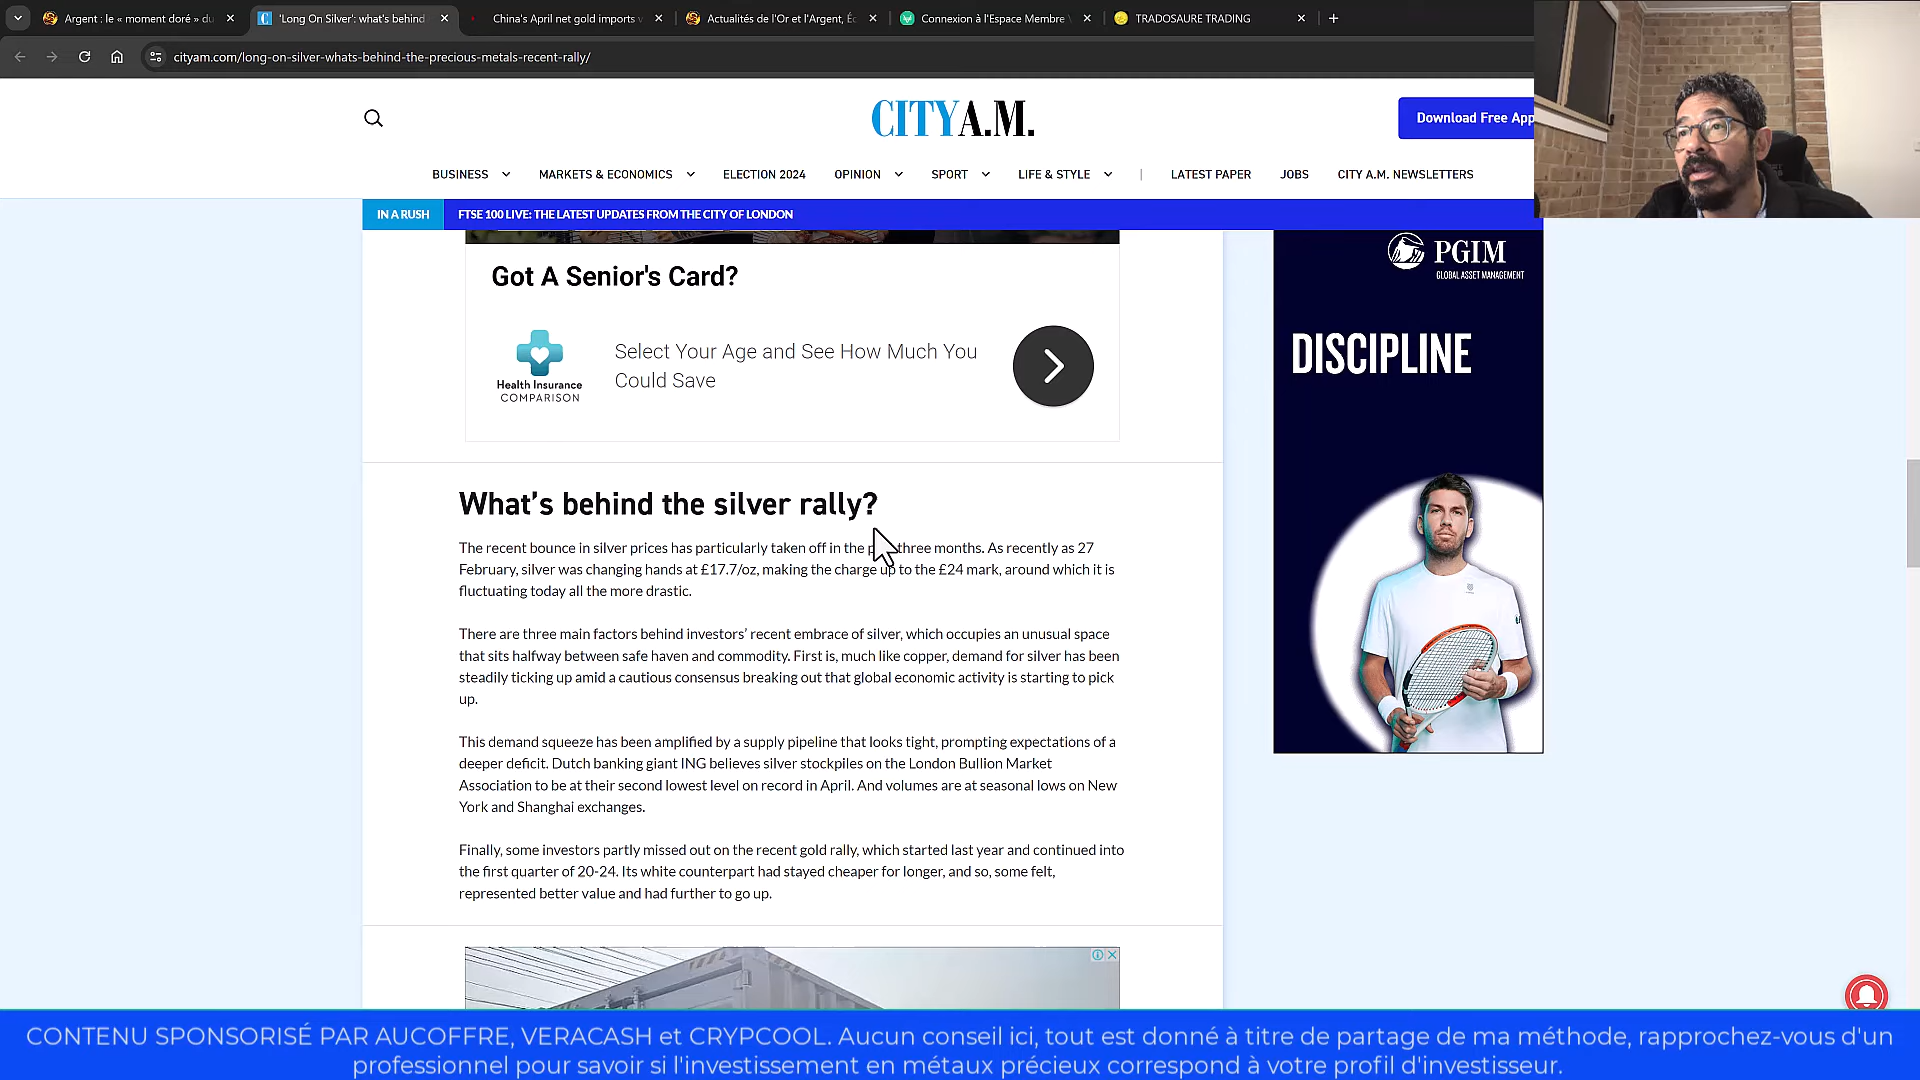 Argent : le « moment doré » du
'Long On Silver': what's behind
China's April net gold imports v
Actualités de l'Or et l'Argent, Éc
Connexion à l'Espace Membre
TRADOSAURE TRADING
cityam.com/long-on-silver-whats-behind-the-precious-metals-recent-rally/
CITY A.M.
Download Free App
BUSINESS
MARKETS & ECONOMICS
ELECTION 2024
OPINION
SPORT
LIFE & STYLE
LATEST PAPER
JOBS
CITY A.M. NEWSLETTERS
IN A RUSH
FTSE 100 LIVE: THE LATEST UPDATES FROM THE CITY OF LONDON
Got A Senior's Card?
Health Insurance
COMPARISON
Select Your Age and See How Much You
Could Save
PGIM
GLOBAL ASSET MANAGEMENT
DISCIPLINE
What's behind the silver rally?
The recent bounce in silver prices has particularly taken off in the three months. As recently as 27
February, silver was changing hands at £17.7/oz, making the charge up to the £24 mark, around which it is
fluctuating today all the more drastic.
There are three main factors behind investors' recent embrace of silver, which occupies an unusual space
that sits halfway between safe haven and commodity. First is, much like copper, demand for silver has been
steadily ticking up amid a cautious consensus breaking out that global economic activity is starting to pick
up.
This demand squeeze has been amplified by a supply pipeline that looks tight, prompting expectations of a
deeper deficit. Dutch banking giant ING believes silver stockpiles on the London Bullion Market
Association to be at their second lowest level on record in April. And volumes are at seasonal lows on New
York and Shanghai exchanges.
Finally, some investors partly missed out on the recent gold rally, which started last year and continued into
the first quarter of 20-24. Its white counterpart had stayed cheaper for longer, and so, some felt,
represented better value and had further to go up.
CONTENU SPONSORISÉ PAR AUCOFFRE, VERACASH et CRYPCOOL. Aucun conseil ici, tout est donné à titre de partage de ma méthode, rapprochez-vous d'un
professionnel pour savoir si l'investissement en métaux précieux correspond à votre profil d'investisseur.